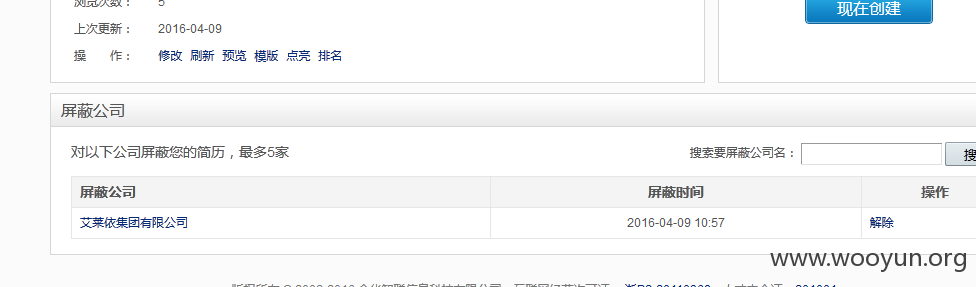 浏览次数： 5
现在创建
上次更新： 2016-04-09
操 作： 修改 刷新 预览 模版 点亮 排名
屏蔽公司
对以下公司屏蔽您的简历，最多5家 搜索要屏蔽公司名： 搜
屏蔽公司 屏蔽时间 操作
艾莱依集团有限公司 2016-04-09 10:57 解除
www.wooyun.org